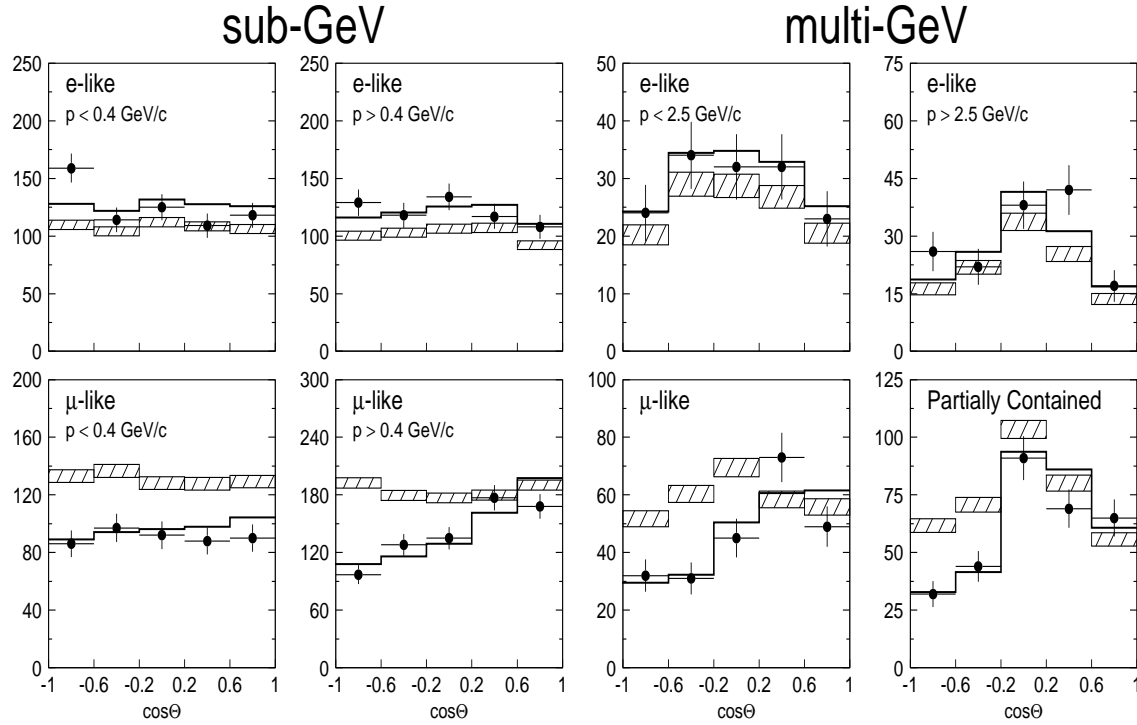 sub-GeV
multi-GeV
250
200
150
100
50
0
e-like
p < 0.4 GeV/c
250
200
150
100
50
0
e-like
p > 0.4 GeV/c
50
40
30
20
10
0
e-like
p < 2.5 GeV/c
75
60
45
30
15
0
e-like
p > 2.5 GeV/c
200
160
120
80
40
0
μ-like
p < 0.4 GeV/c
-1 -0.6 -0.2 0.2 0.6 1
cosΘ
300
240
180
120
60
0
μ-like
p > 0.4 GeV/c
-1 -0.6 -0.2 0.2 0.6 1
cosΘ
100
80
60
40
20
0
μ-like
-1 -0.6 -0.2 0.2 0.6 1
cosΘ
125
100
75
50
25
0
Partially Contained
-1 -0.6 -0.2 0.2 0.6 1
cosΘ